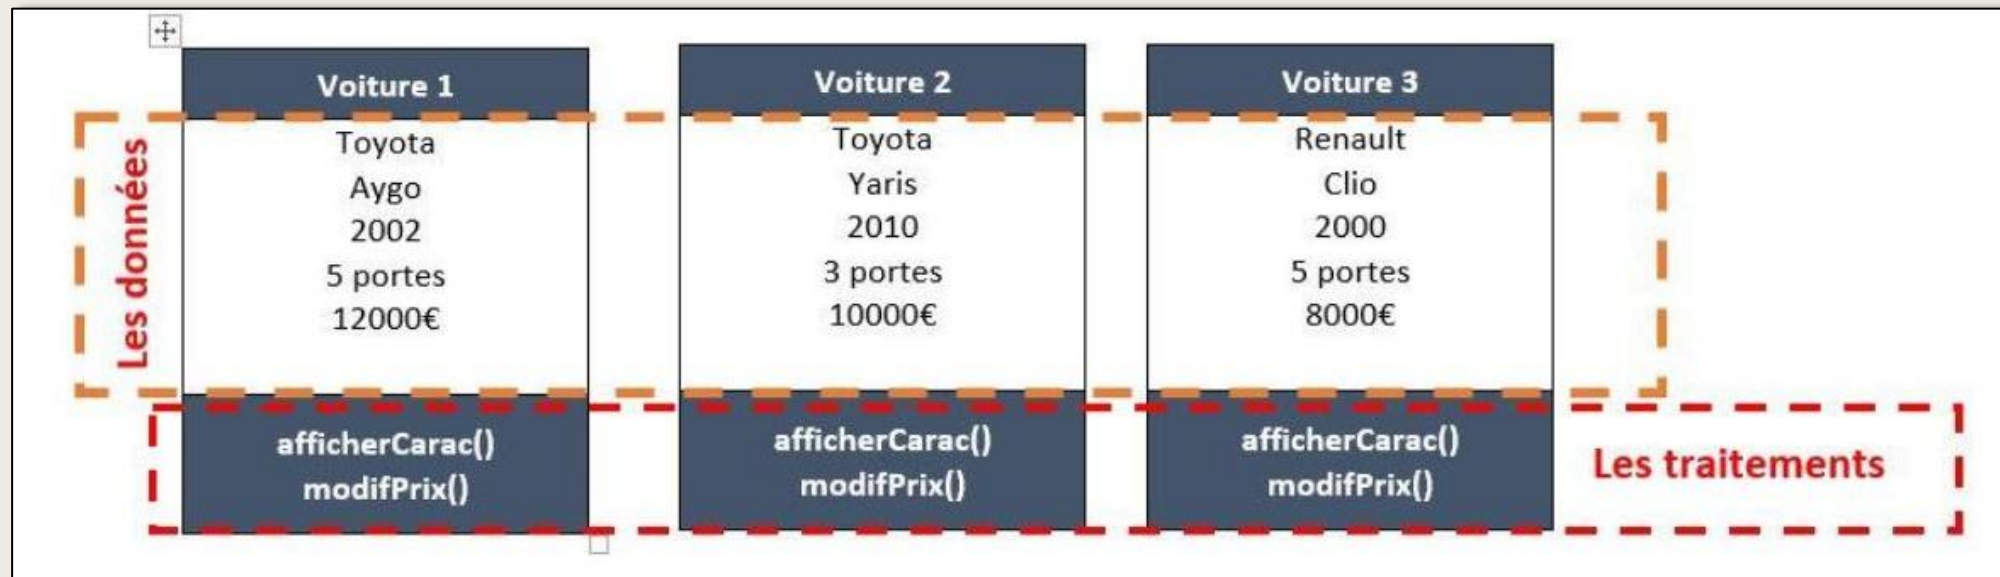 Voiture 1
Toyota
Aygo
2002
5 portes
12000€
afficherCarac()
modifPrix()
Voiture 2
Toyota
Yaris
2010
3 portes
10000€
afficherCarac()
modifPrix()
Voiture 3
Renault
Clio
2000
5 portes
8000€
afficherCarac()
modifPrix()
Les données
Les traitements